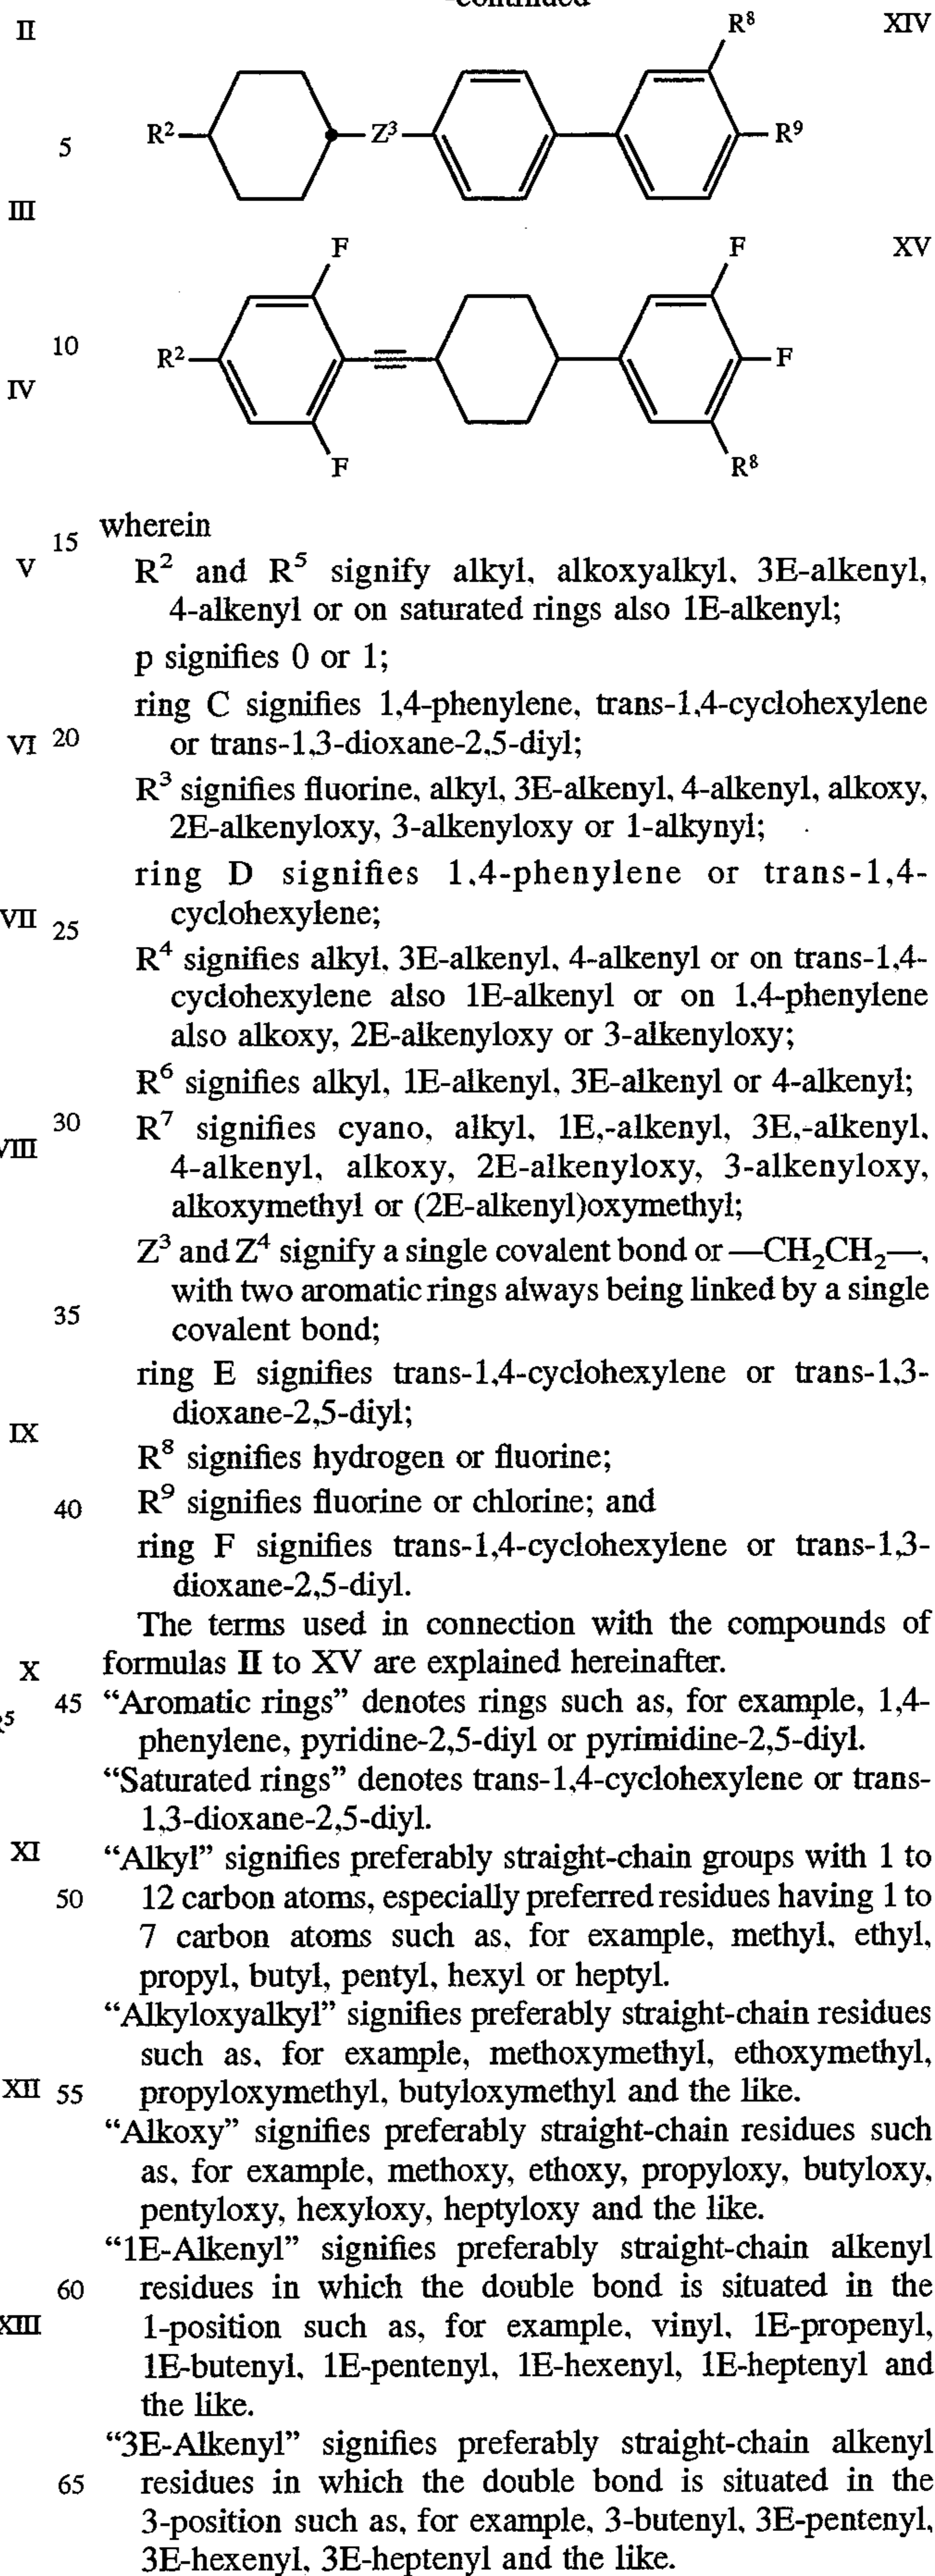 -continued
II
R⁸
XIV
R² Z³ R⁹
5
III
F F XV
10
R² F
IV
F R⁸
wherein
15
V
R² and R⁵ signify alkyl, alkoxyalkyl, 3E-alkenyl,
4-alkenyl or on saturated rings also 1E-alkenyl;
p signifies 0 or 1;
ring C signifies 1,4-phenylene, trans-1,4-cyclohexylene
VI 20 or trans-1,3-dioxane-2,5-diyl;
R³ signifies fluorine, alkyl, 3E-alkenyl, 4-alkenyl, alkoxy,
2E-alkenyloxy, 3-alkenyloxy or 1-alkynyl;
ring D signifies 1,4-phenylene or trans-1,4-
VII 25 cyclohexylene;
R⁴ signifies alkyl, 3E-alkenyl, 4-alkenyl or on trans-1,4-
cyclohexylene also 1E-alkenyl or on 1,4-phenylene
also alkoxy, 2E-alkenyloxy or 3-alkenyloxy;
R⁶ signifies alkyl, 1E-alkenyl, 3E-alkenyl or 4-alkenyl;
30 R⁷ signifies cyano, alkyl, 1E,-alkenyl, 3E,-alkenyl,
VIII 4-alkenyl, alkoxy, 2E-alkenyloxy, 3-alkenyloxy,
alkoxymethyl or (2E-alkenyl)oxymethyl;
Z³ and Z⁴ signify a single covalent bond or —CH₂CH₂—,
with two aromatic rings always being linked by a single
35 covalent bond;
ring E signifies trans-1,4-cyclohexylene or trans-1,3-
dioxane-2,5-diyl;
IX
R⁸ signifies hydrogen or fluorine;
40 R⁹ signifies fluorine or chlorine; and
ring F signifies trans-1,4-cyclohexylene or trans-1,3-
dioxane-2,5-diyl.
The terms used in connection with the compounds of
X formulas II to XV are explained hereinafter.
R⁵ 45 “Aromatic rings” denotes rings such as, for example, 1,4-
phenylene, pyridine-2,5-diyl or pyrimidine-2,5-diyl.
“Saturated rings” denotes trans-1,4-cyclohexylene or trans-
1,3-dioxane-2,5-diyl.
XI “Alkyl” signifies preferably straight-chain groups with 1 to
50 12 carbon atoms, especially preferred residues having 1 to
7 carbon atoms such as, for example, methyl, ethyl,
propyl, butyl, pentyl, hexyl or heptyl.
“Alkyloxyalkyl” signifies preferably straight-chain residues
such as, for example, methoxymethyl, ethoxymethyl,
XII 55 propyloxymethyl, butyloxymethyl and the like.
“Alkoxy” signifies preferably straight-chain residues such
as, for example, methoxy, ethoxy, propyloxy, butyloxy,
pentyloxy, hexyloxy, heptyloxy and the like.
“1E-Alkenyl” signifies preferably straight-chain alkenyl
60 residues in which the double bond is situated in the
XIII 1-position such as, for example, vinyl, 1E-propenyl,
1E-butenyl, 1E-pentenyl, 1E-hexenyl, 1E-heptenyl and
the like.
“3E-Alkenyl” signifies preferably straight-chain alkenyl
65 residues in which the double bond is situated in the
3-position such as, for example, 3-butenyl, 3E-pentenyl,
3E-hexenyl, 3E-heptenyl and the like.